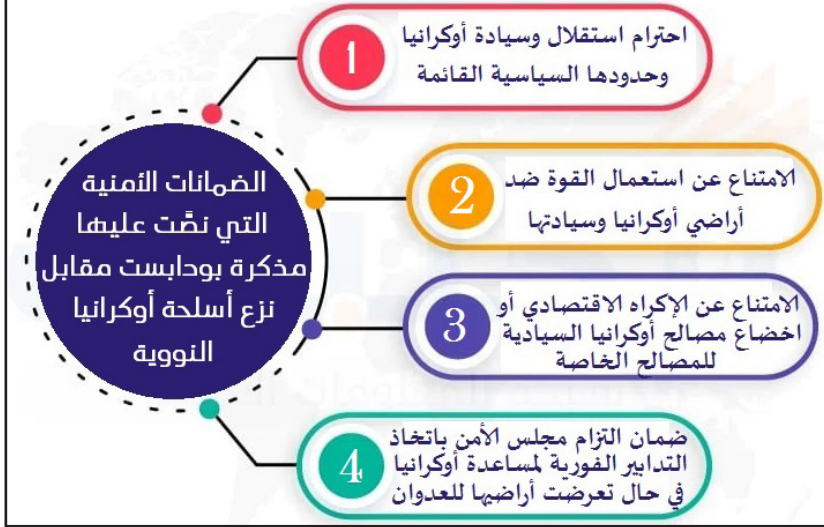 الضمانات الأمنية
التي نصَّت عليها
مذكرة بودابست مقابل
نزع أسلحة أوكرانيا
النووية
1
احترام استقلال وسيادة أوكرانيا
وحدودها السياسية القائمة
2
الامتناع عن استعمال القوة ضد
أراضي أوكرانيا وسيادتها
3
الامتناع عن الإكراه الاقتصادي أو
اخضاع مصالح أوكرانيا السيادية
للمصالح الخاصة
4
ضمان التزام مجلس الأمن باتخاذ
التدابير الفورية لمساعدة أوكرانيا
في حال تعرضت أراضيها للعدوان